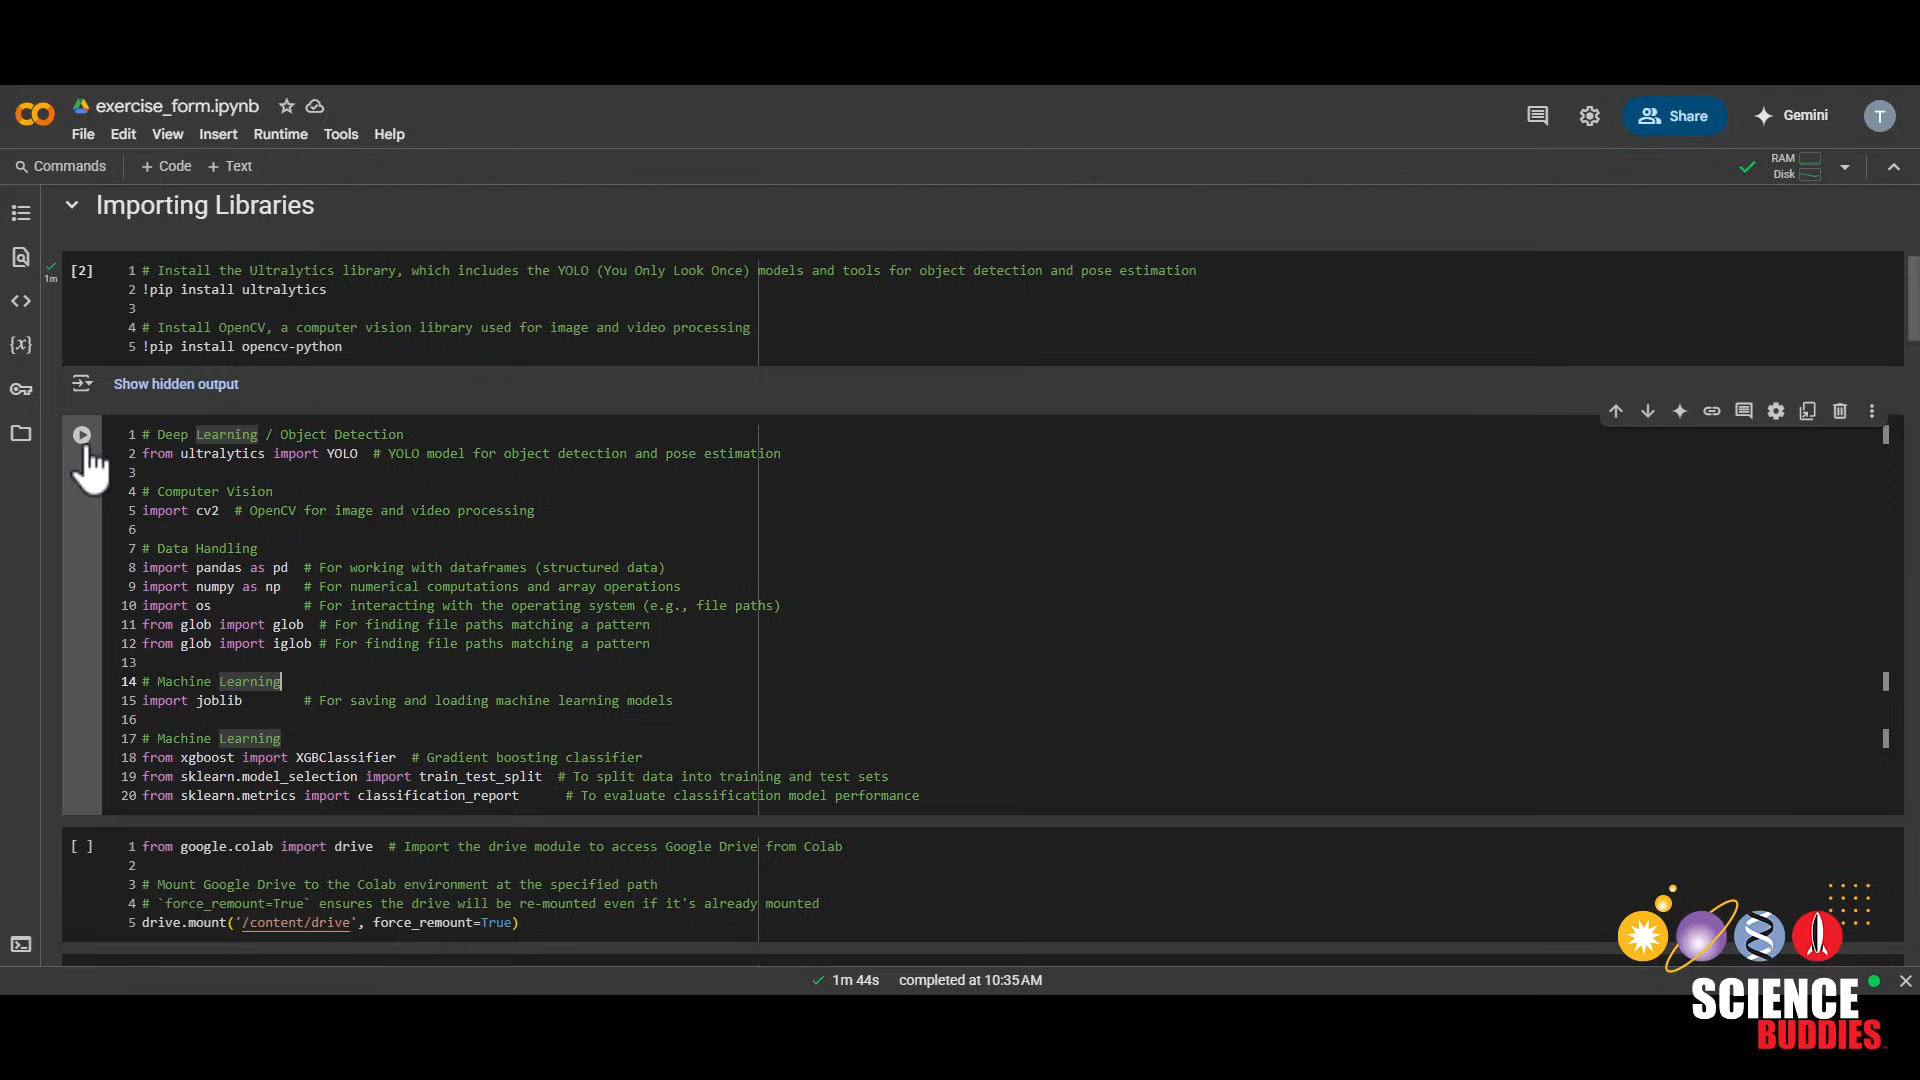 exercise_form.ipynb
File Edit View Insert Runtime Tools Help
Share
Gemini
T
Commands + Code + Text
RAM
Disk
Importing Libraries
1m
[2]
1 # Install the Ultralytics library, which includes the YOLO (You Only Look Once) models and tools for object detection and pose estimation
2 !pip install ultralytics
3
4 # Install OpenCV, a computer vision library used for image and video processing
5 !pip install opencv-python
Show hidden output
1 # Deep Learning / Object Detection
2 from ultralytics import YOLO # YOLO model for object detection and pose estimation
3
4 # Computer Vision
5 import cv2 # OpenCV for image and video processing
6
7 # Data Handling
8 import pandas as pd # For working with dataframes (structured data)
9 import numpy as np # For numerical computations and array operations
10 import os # For interacting with the operating system (e.g., file paths)
11 from glob import glob # For finding file paths matching a pattern
12 from glob import iglob # For finding file paths matching a pattern
13
14 # Machine Learning
15 import joblib # For saving and loading machine learning models
16
17 # Machine Learning
18 from xgboost import XGBClassifier # Gradient boosting classifier
19 from sklearn.model_selection import train_test_split # To split data into training and test sets
20 from sklearn.metrics import classification_report # To evaluate classification model performance
[ ]
1 from google.colab import drive # Import the drive module to access Google Drive from Colab
2
3 # Mount Google Drive to the Colab environment at the specified path
4 # `force_remount=True` ensures the drive will be re-mounted even if it's already mounted
5 drive.mount('/content/drive', force_remount=True)
1m 44s completed at 10:35 AM
SCIENCE
BUDDIES